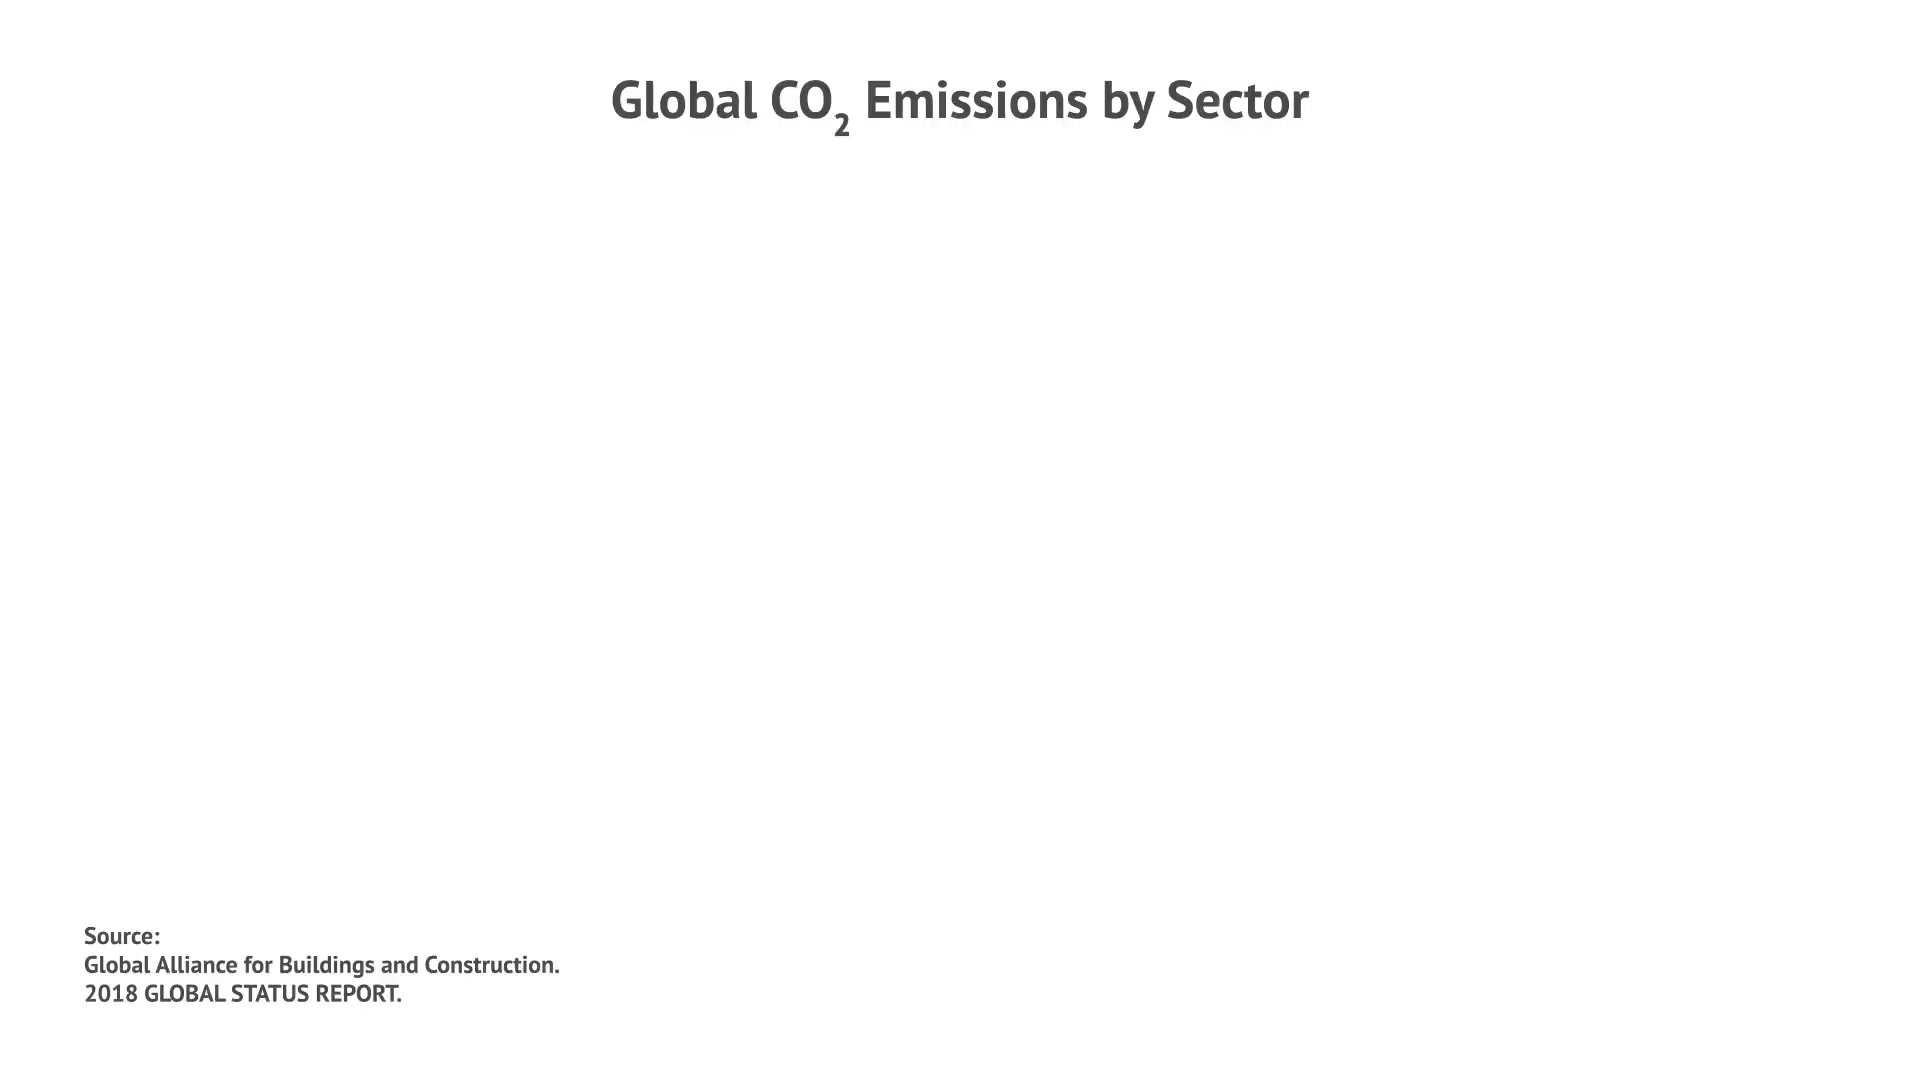 Global CO₂ Emissions by Sector
Source:
Global Alliance for Buildings and Construction.
2018 GLOBAL STATUS REPORT.